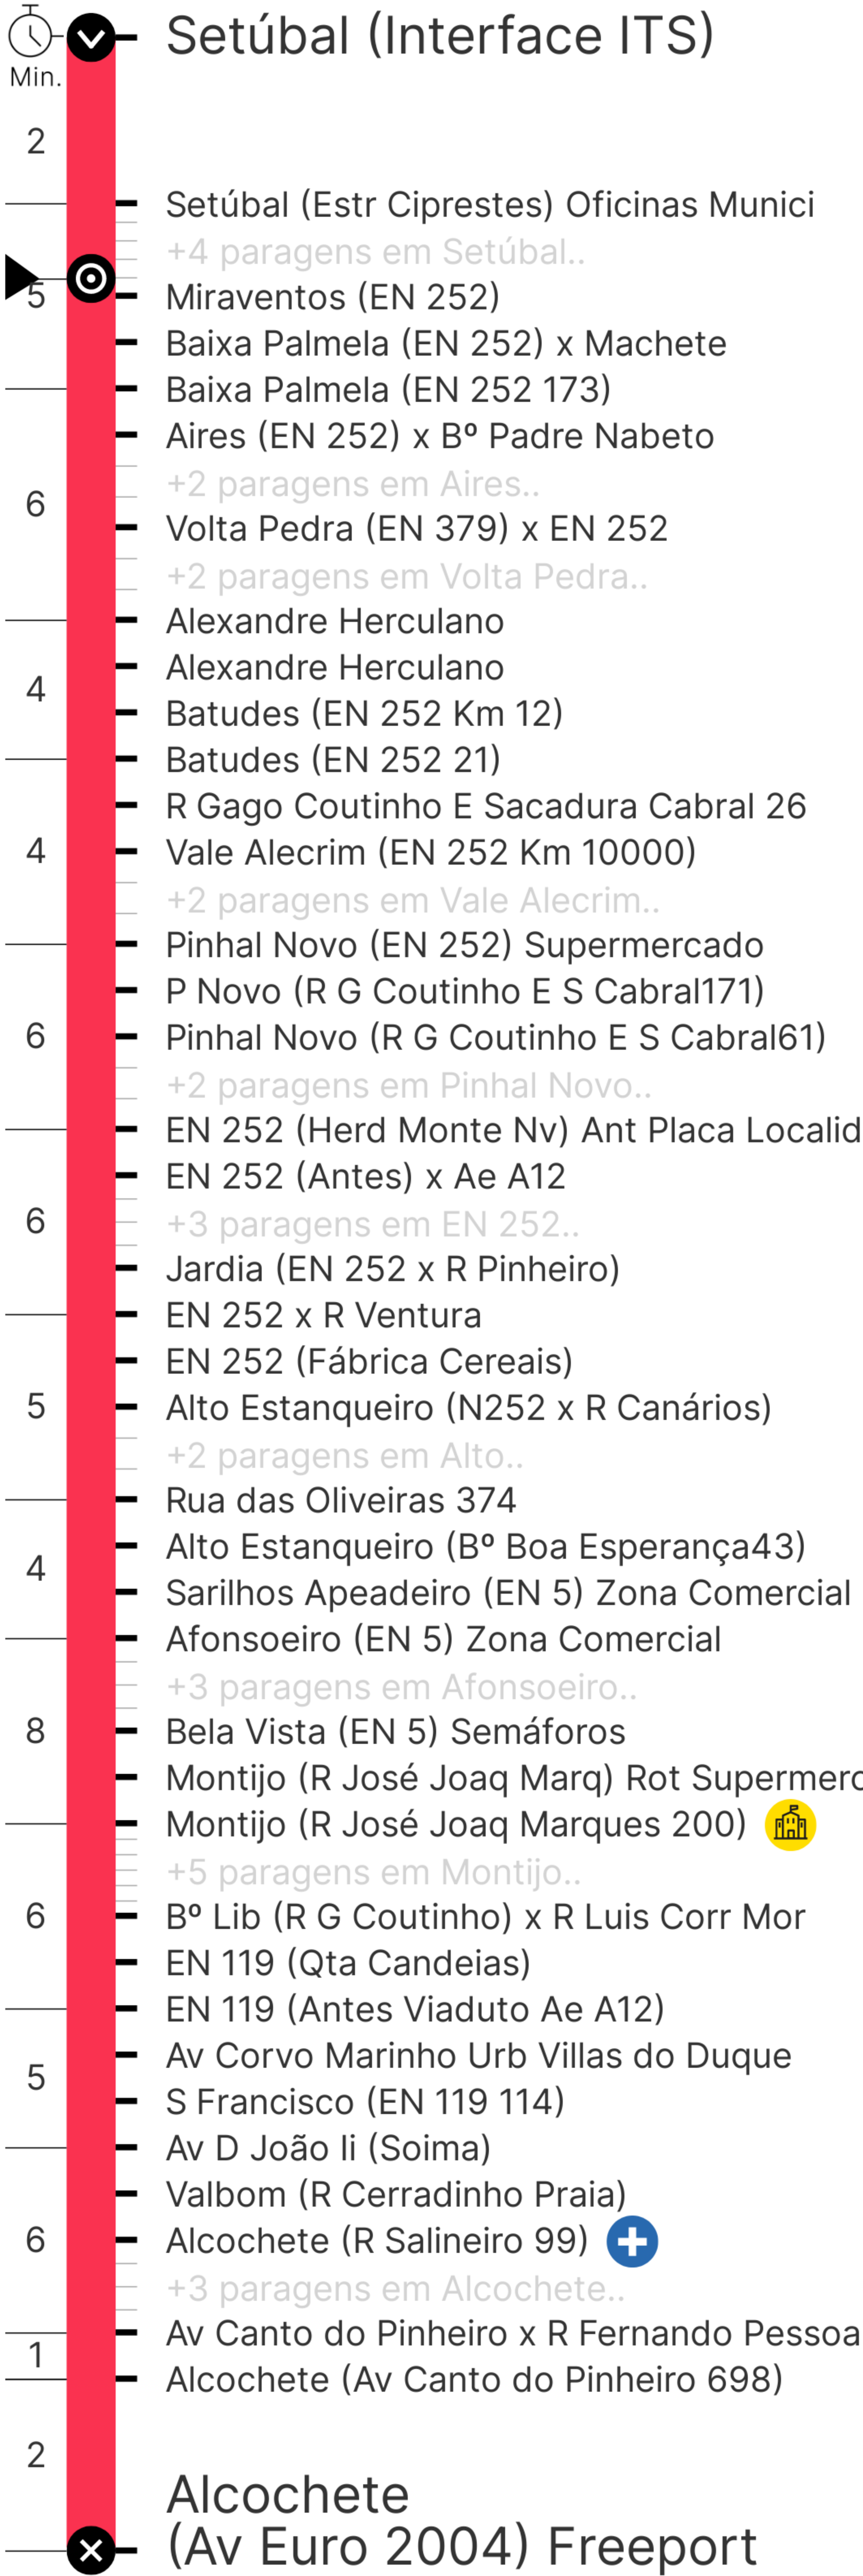 Setúbal (Interface ITS)
Min.
2
Setúbal (Estr Ciprestes) Oficinas Munici
+4 paragens em Setúbal..
5
Miraventos (EN 252)
Baixa Palmela (EN 252) x Machete
Baixa Palmela (EN 252 173)
Aires (EN 252) x Bº Padre Nabeto
+2 paragens em Aires..
6
Volta Pedra (EN 379) x EN 252
+2 paragens em Volta Pedra..
Alexandre Herculano
Alexandre Herculano
4
Batudes (EN 252 Km 12)
Batudes (EN 252 21)
R Gago Coutinho E Sacadura Cabral 26
4
Vale Alecrim (EN 252 Km 10000)
+2 paragens em Vale Alecrim..
Pinhal Novo (EN 252) Supermercado
P Novo (R G Coutinho E S Cabral171)
6
Pinhal Novo (R G Coutinho E S Cabral61)
+2 paragens em Pinhal Novo..
EN 252 (Herd Monte Nv) Ant Placa Localid
EN 252 (Antes) x Ae A12
6
+3 paragens em EN 252..
Jardia (EN 252 x R Pinheiro)
EN 252 x R Ventura
EN 252 (Fábrica Cereais)
5
Alto Estanqueiro (N252 x R Canários)
+2 paragens em Alto..
Rua das Oliveiras 374
Alto Estanqueiro (Bº Boa Esperança43)
4
Sarilhos Apeadeiro (EN 5) Zona Comercial
Afonsoeiro (EN 5) Zona Comercial
+3 paragens em Afonsoeiro..
8
Bela Vista (EN 5) Semáforos
Montijo (R José Joaq Marq) Rot Supermerc
Montijo (R José Joaq Marques 200)
+5 paragens em Montijo..
6
Bº Lib (R G Coutinho) x R Luis Corr Mor
EN 119 (Qta Candeias)
EN 119 (Antes Viaduto Ae A12)
Av Corvo Marinho Urb Villas do Duque
5
S Francisco (EN 119 114)
Av D João Ii (Soima)
Valbom (R Cerradinho Praia)
6
Alcochete (R Salineiro 99)
+3 paragens em Alcochete..
Av Canto do Pinheiro x R Fernando Pessoa
1
Alcochete (Av Canto do Pinheiro 698)
2
Alcochete
(Av Euro 2004) Freeport